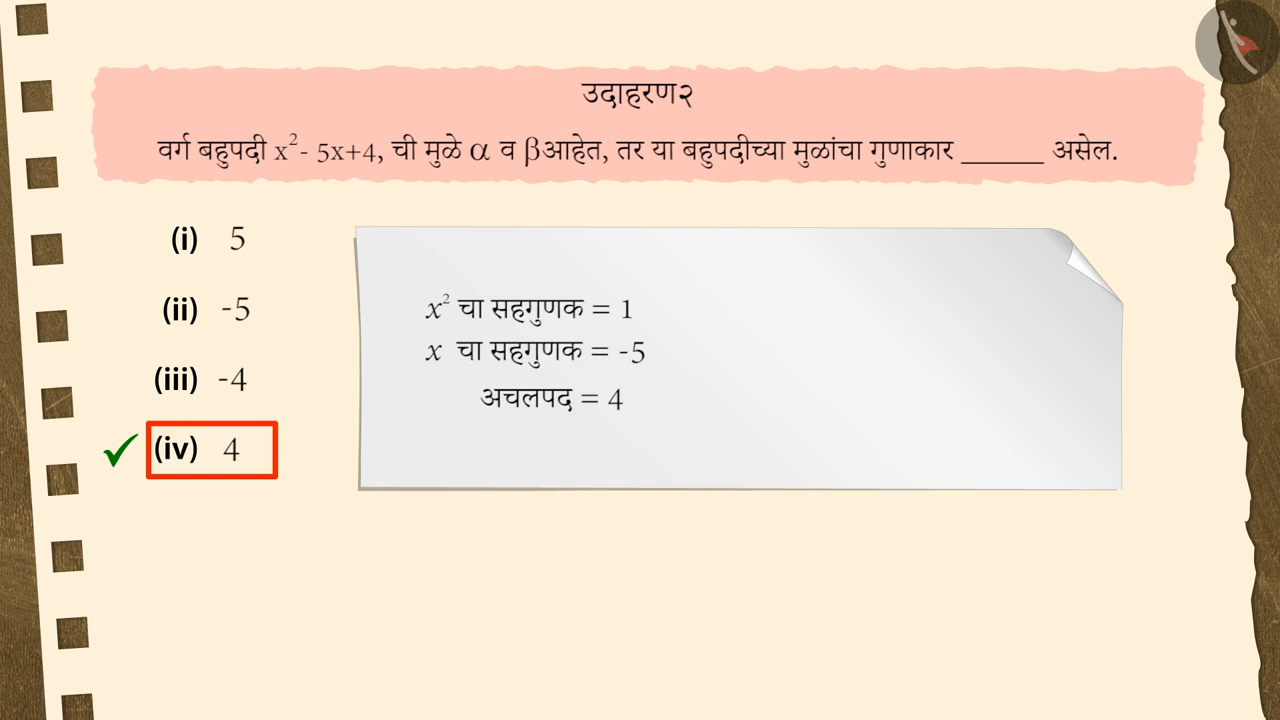 उदाहरण२
वर्ग बहुपदी x²- 5x+4, ची मुळे α व βआहेत, तर या बहुपदीच्या मुळांचा गुणाकार ______ असेल.
(i) 5
(ii) -5
(iii) -4
(iv) 4
x² चा सहगुणक = 1
x चा सहगुणक = -5
अचलपद = 4